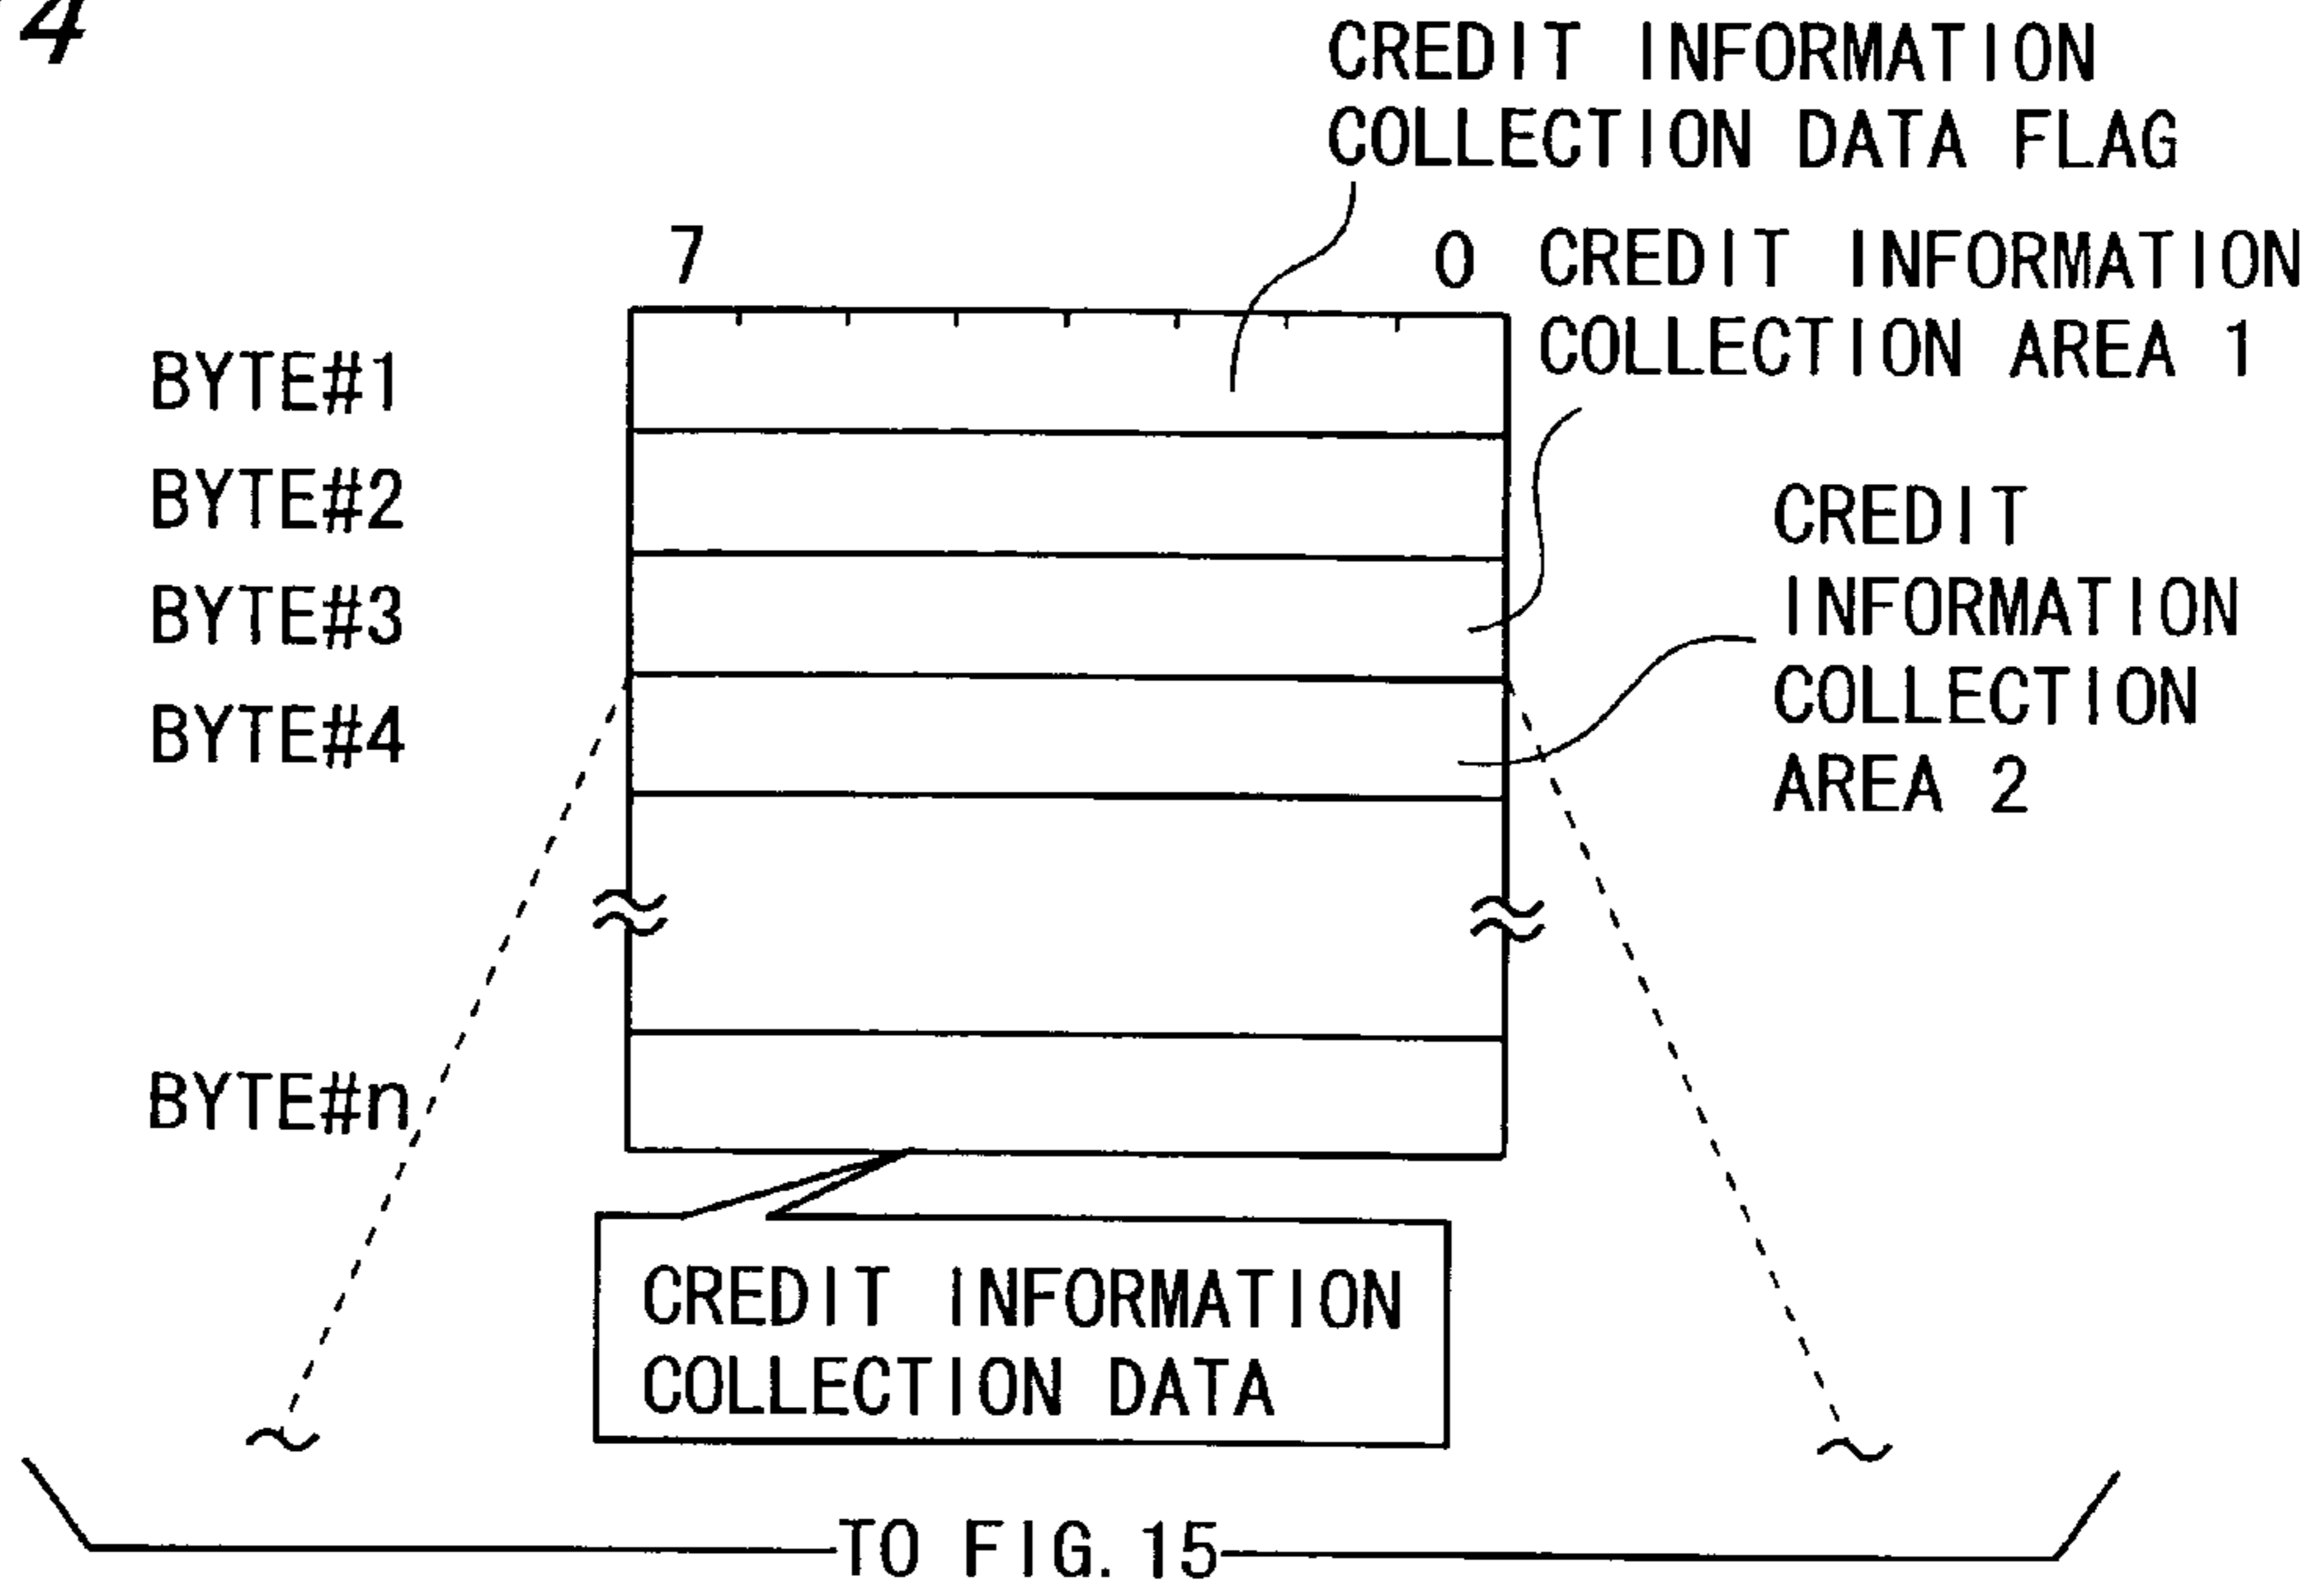 4
CREDIT INFORMATION
COLLECTION DATA FLAG
7
0
CREDIT INFORMATION
COLLECTION AREA 1
BYTE#1
BYTE#2
BYTE#3
BYTE#4
CREDIT
INFORMATION
COLLECTION
AREA 2
BYTE#n
CREDIT INFORMATION
COLLECTION DATA
TO FIG. 15